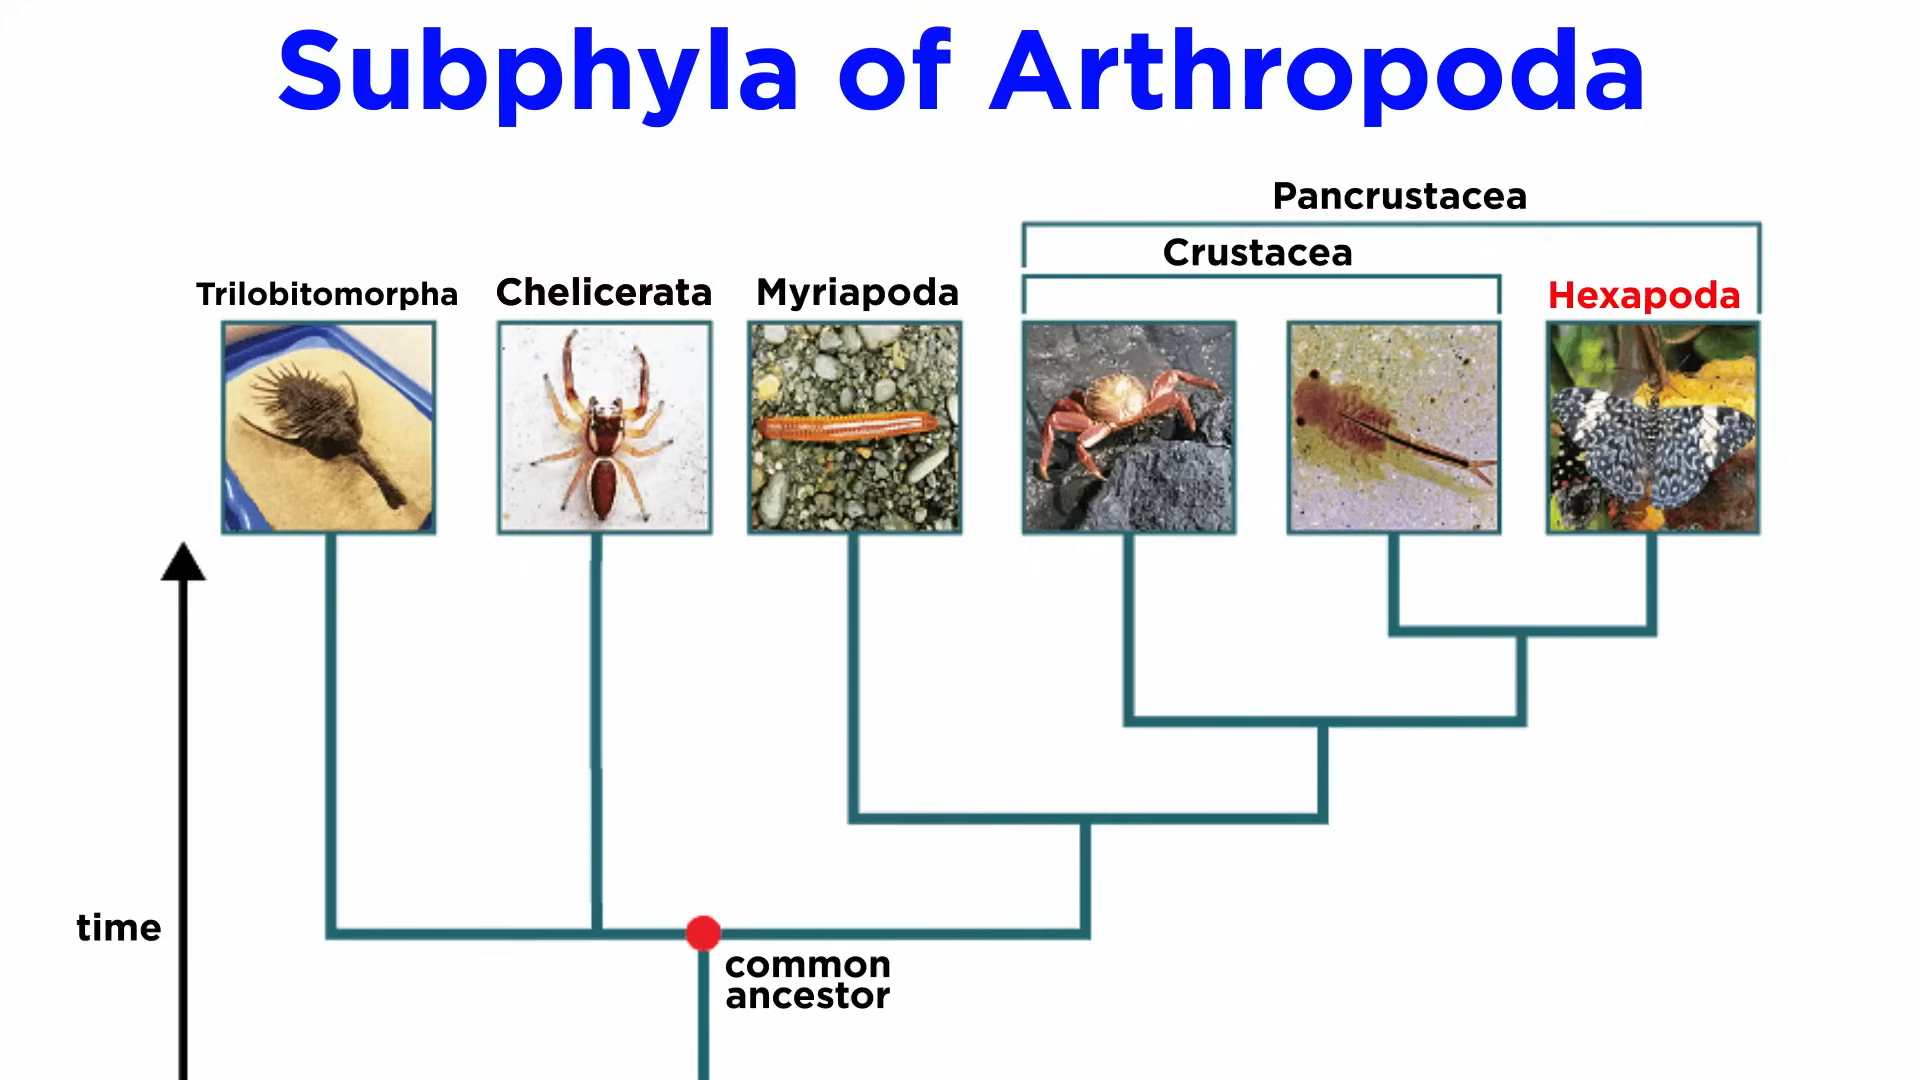 Subphyla of Arthropoda
Pancrustacea
Crustacea
Trilobitomorpha
Chelicerata
Myriapoda
Hexapoda
time
common
ancestor